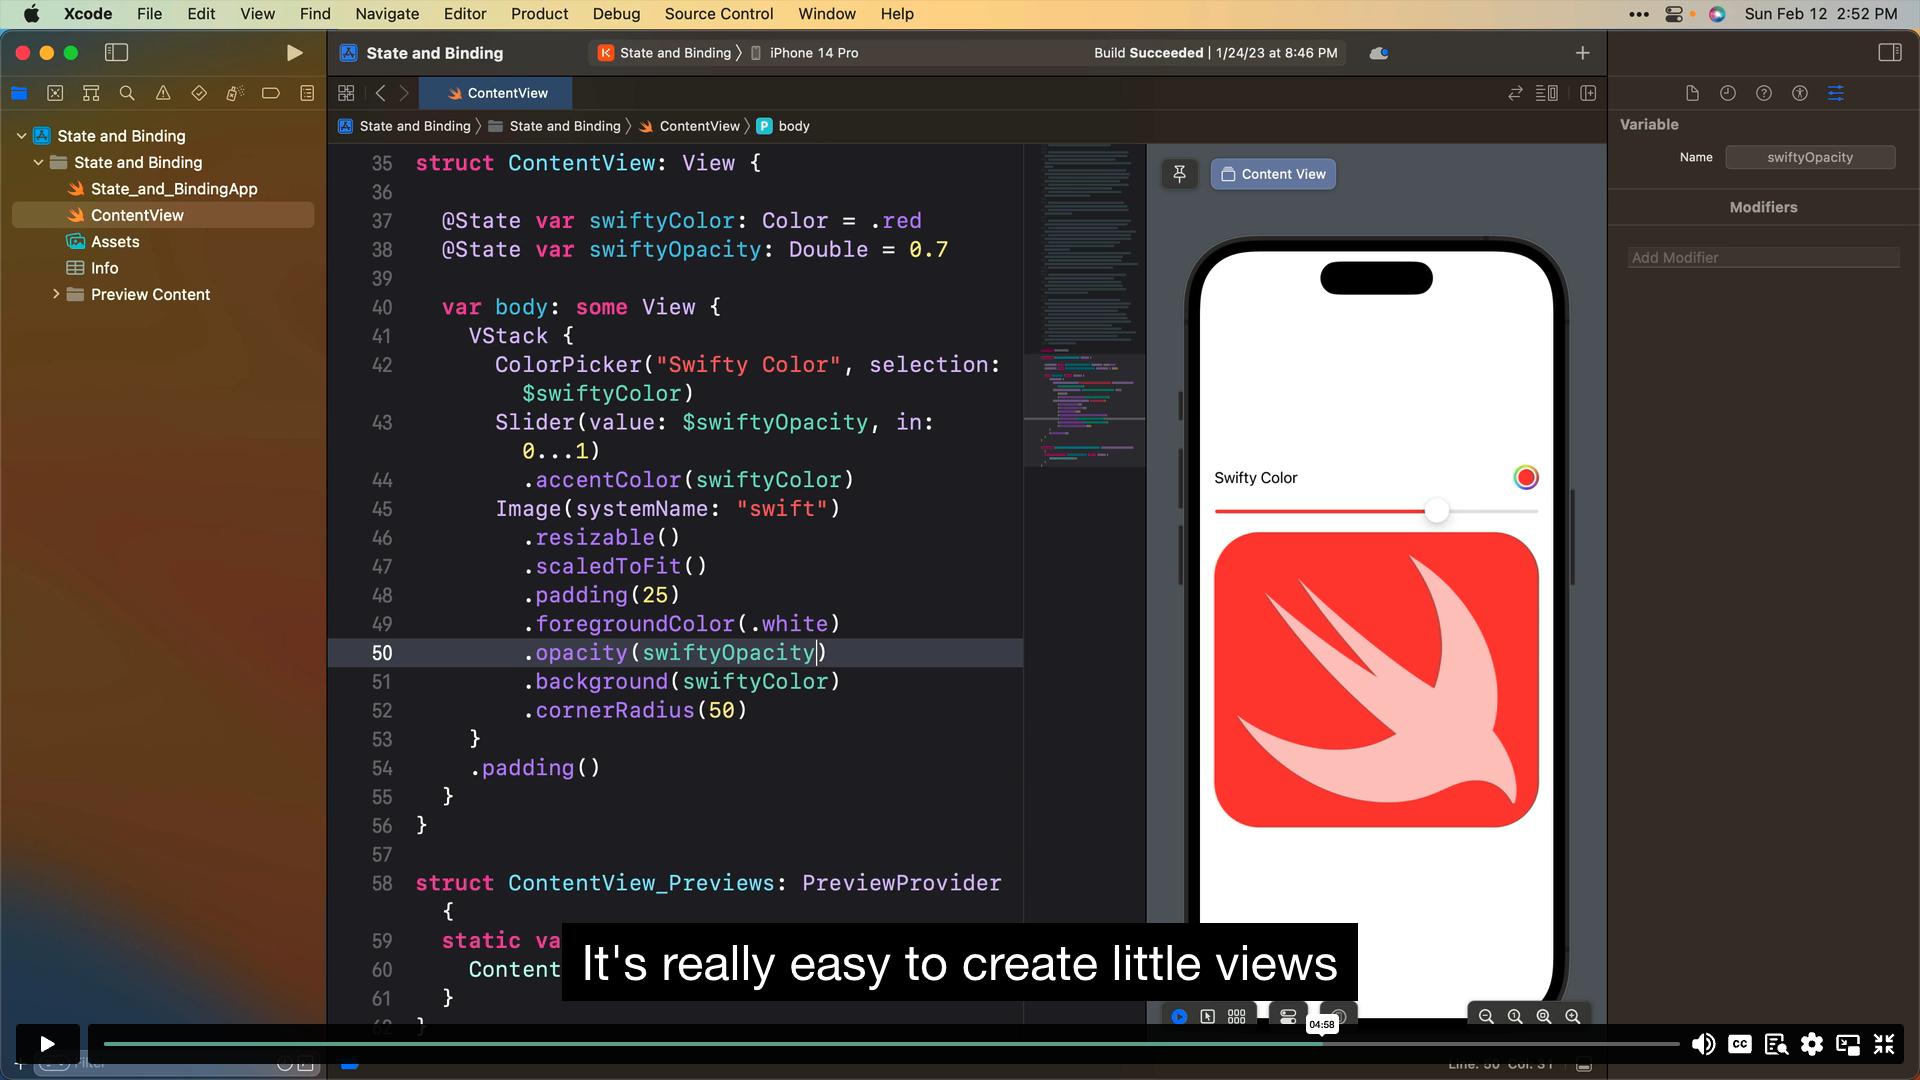 Xcode File Edit View Find Navigate Editor Product Debug Source Control Window Help Sun Feb 12 2:52 PM
State and Binding State and Binding iPhone 14 Pro Build Succeeded | 1/24/23 at 8:46 PM
ContentView
State and Binding State and Binding ContentView P body
State and Binding
State and Binding
State_and_BindingApp
ContentView
Assets
Info
Preview Content
35 struct ContentView: View {
36
37 @State var swiftyColor: Color = .red
38 @State var swiftyOpacity: Double = 0.7
39
40 var body: some View {
41 VStack {
42 ColorPicker("Swifty Color", selection:
$swiftyColor)
43 Slider(value: $swiftyOpacity, in:
0...1)
44 .accentColor(swiftyColor)
45 Image(systemName: "swift")
46 .resizable()
47 .scaledToFit()
48 .padding(25)
49 .foregroundColor(.white)
50 .opacity(swiftyOpacity)
51 .background(swiftyColor)
52 .cornerRadius(50)
53 }
54 .padding()
55 }
56 }
57
58 struct ContentView_Previews: PreviewProvider
{
59 static va
60 Content
61 }
62 }
Content View
Swifty Color
Variable
Name swiftyOpacity
Modifiers
Add Modifier
It's really easy to create little views
04:58
CC
Filter
Line: 50 Col: 31